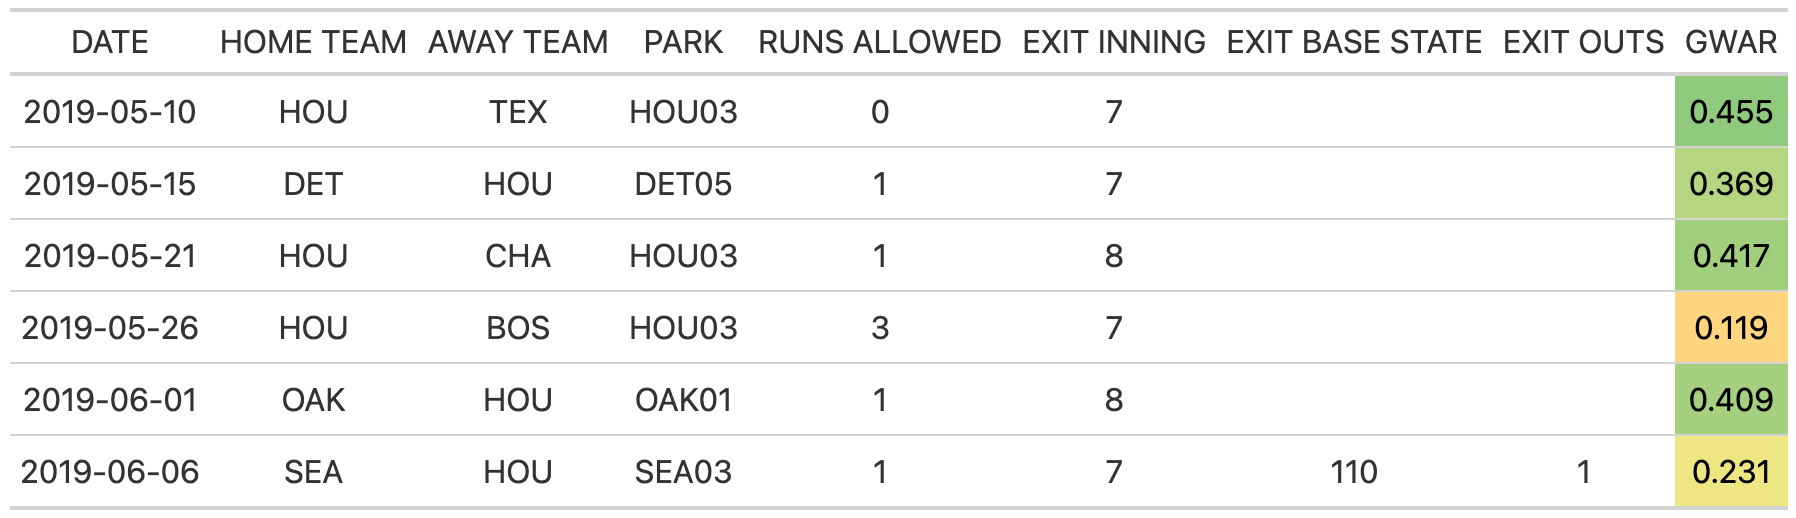 DATE HOME TEAM AWAY TEAM PARK RUNS ALLOWED EXIT INNING EXIT BASE STATE EXIT OUTS GWAR
2019-05-10 HOU TEX HOU03 0 7 0.455
2019-05-15 DET HOU DET05 1 7 0.369
2019-05-21 HOU CHA HOU03 1 8 0.417
2019-05-26 HOU BOS HOU03 3 7 0.119
2019-06-01 OAK HOU OAK01 1 8 0.409
2019-06-06 SEA HOU SEA03 1 7 110 1 0.231